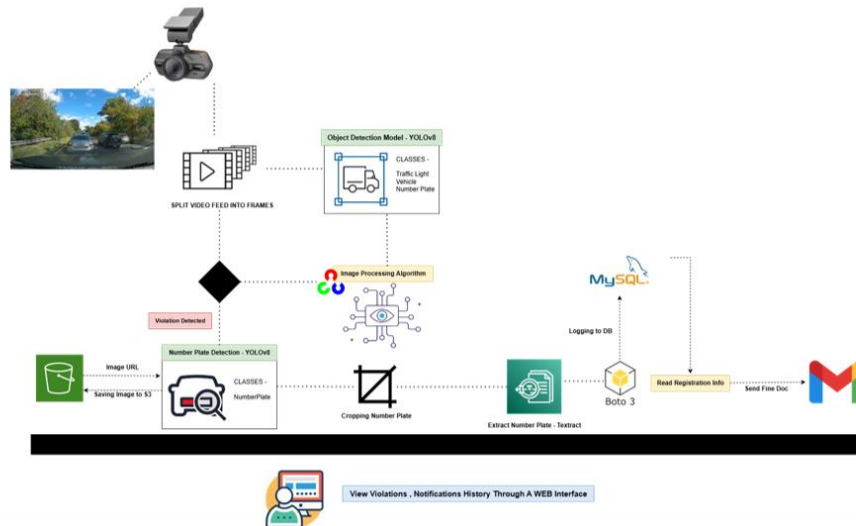 Object Detection Model - YOLOv8
CLASSES -
Traffic Light
Vehicle
Number Plate
SPLIT VIDEO FEED INTO FRAMES
Image Processing Algorithm
MySQL
Violation Detected
Logging to DB
Number Plate Detection - YOLOv8
Image URL
CLASSES -
NumberPlate
Saving Image to S3
Read Registration Info
Send Fine Doc
Boto 3
Cropping Number Plate
Extract Number Plate - Textract
View Violations , Notifications History Through A WEB Interface